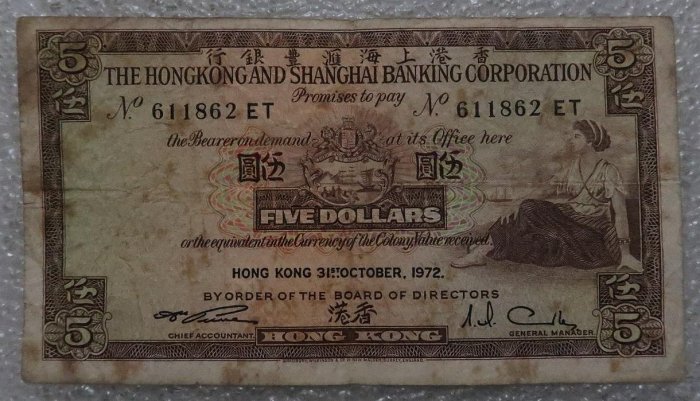 5 香港上海滙豐銀行 5
THE HONGKONG AND SHANGHAI BANKING CORPORATION
伍 Promises to pay 伍
Nº 611862 ET Nº 611862 ET
the Bearer on demand at its Office here
圓伍 圓伍
FIVE DOLLARS
or the equivalent in the Currency of the Colony Value received.
HONG KONG 31ST OCTOBER, 1972.
BY ORDER OF THE BOARD OF DIRECTORS
伍 港香 伍
CHIEF ACCOUNTANT GENERAL MANAGER
5 HONG KONG 5